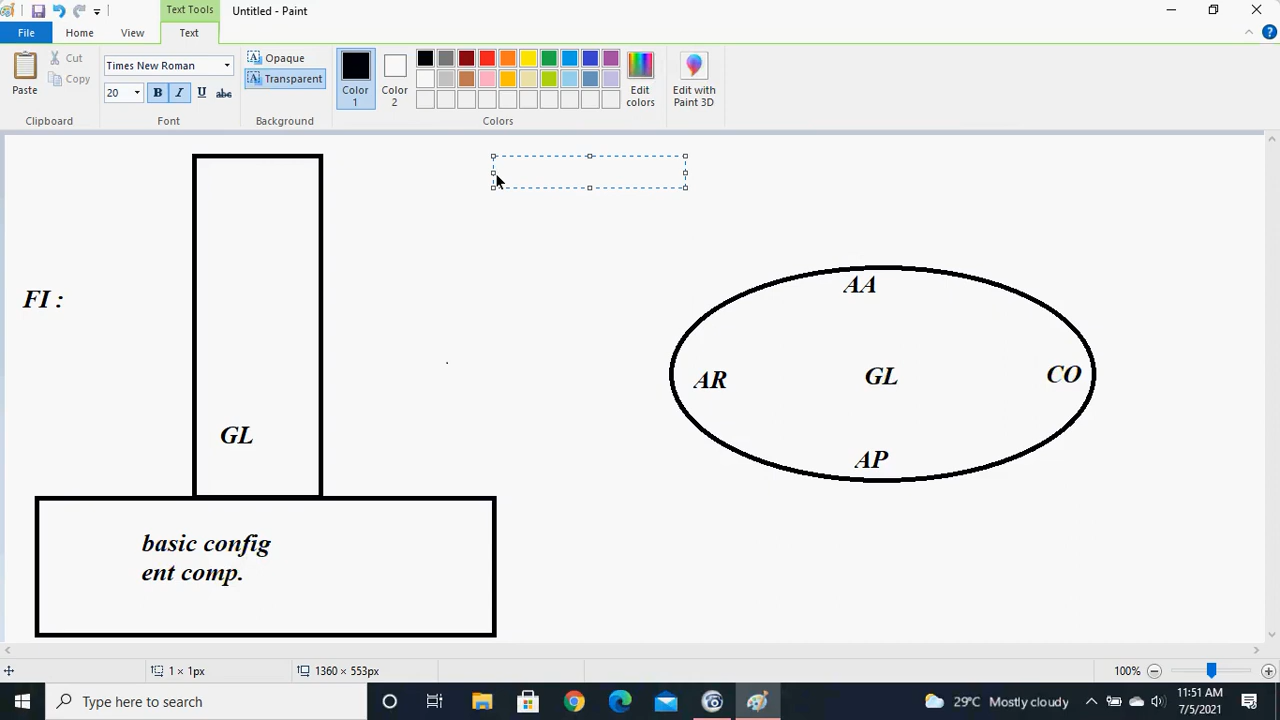 Text Tools
Untitled - Paint
File
Home
View
Text
Paste
Cut
Copy
Clipboard
Times New Roman
20
B
I
U
abc
Font
Opaque
Transparent
Background
Color 1
Color 2
Edit colors
Colors
Edit with Paint 3D
FI :
GL
basic config
ent comp.
AA
AR
GL
CO
AP
1 × 1px
1360 × 553px
100%
Type here to search
29°C Mostly cloudy
11:51 AM
7/5/2021